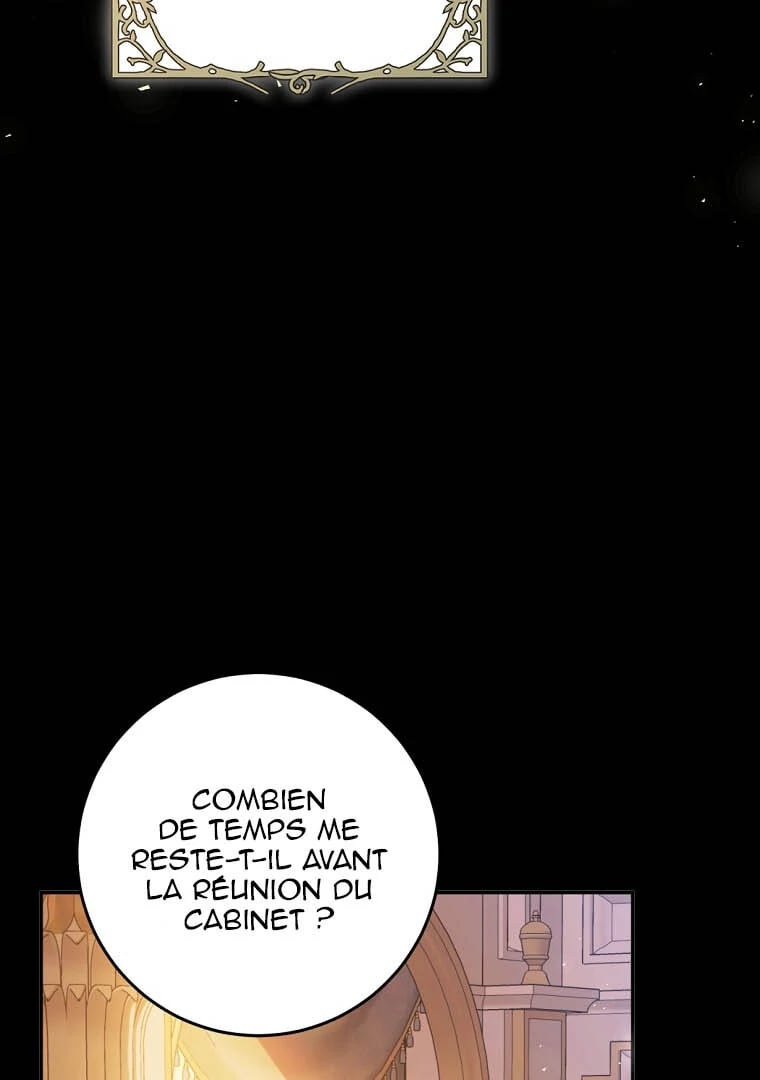 COMBIEN
DE TEMPS ME
RESTE-T-IL AVANT
LA RÉUNION DU
CABINET ?